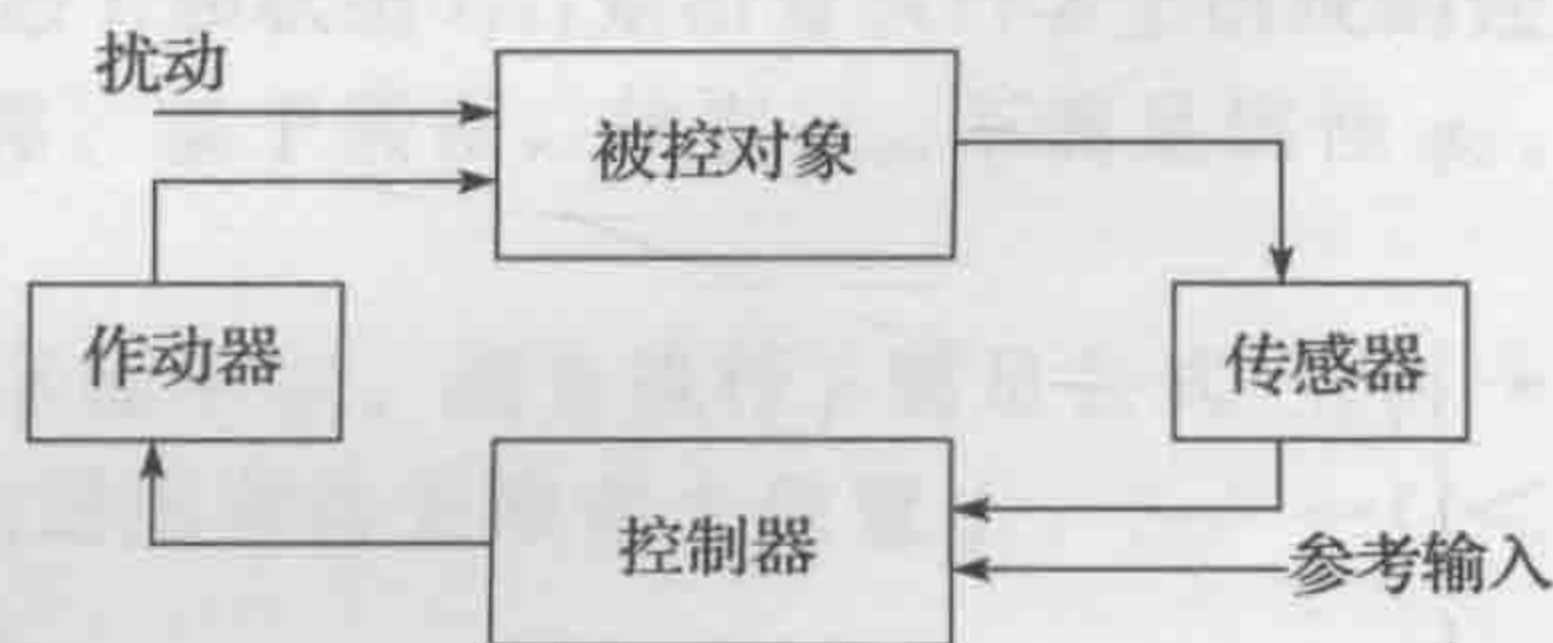 扰动
被控对象
作动器
传感器
控制器
参考输入